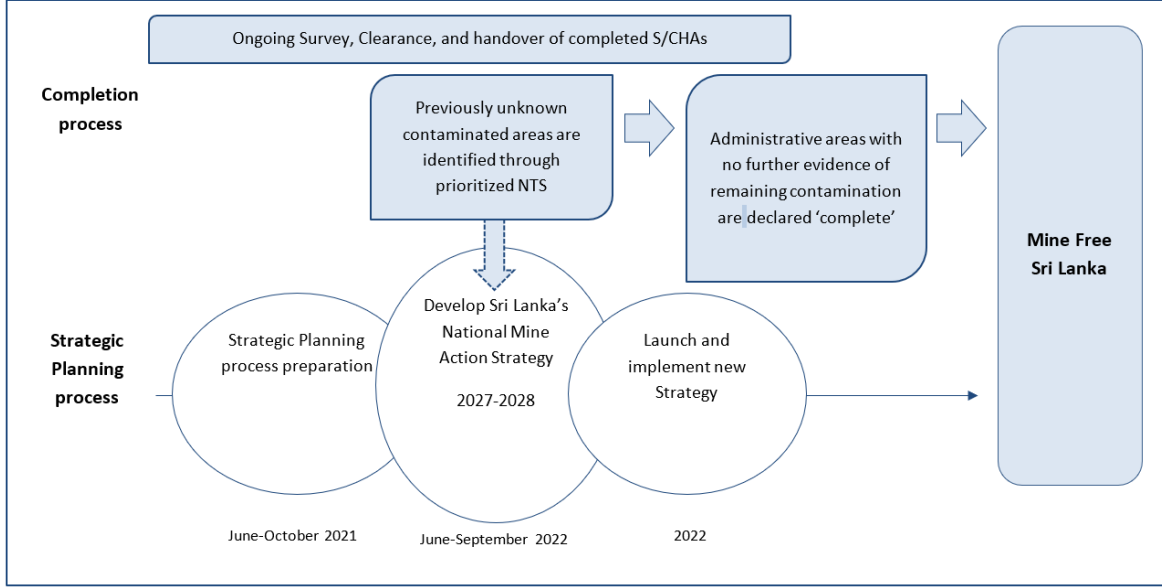 Ongoing Survey, Clearance, and handover of completed S/CHAs
Completion
process
Previously unknown
contaminated areas are
identified through
prioritized NTS
Administrative areas with
no further evidence of
remaining contamination
are declared ‘complete’
Mine Free
Sri Lanka
Strategic
Planning
process
Strategic Planning
process preparation
Develop Sri Lanka’s
National Mine
Action Strategy
2027-2028
Launch and
implement new
Strategy
June-October 2021
June-September 2022
2022